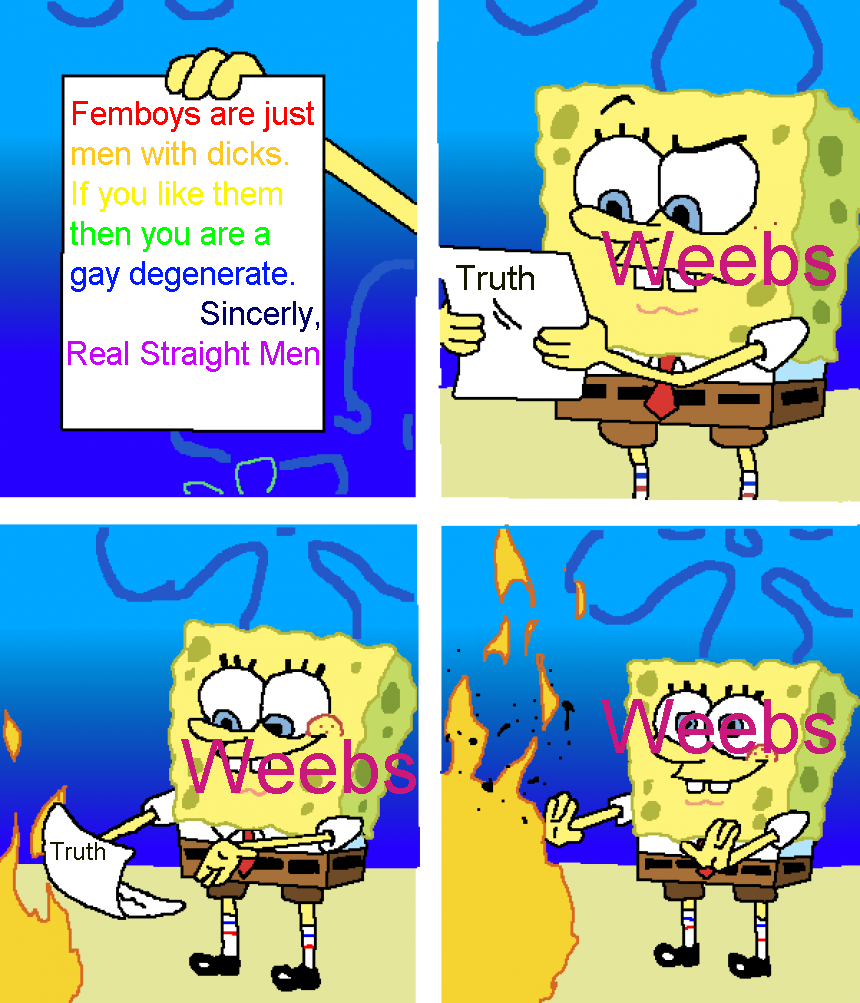 Femboys are just
men with dicks.
If you like them
then you are a
gay degenerate.
Sincerly,
Real Straight Men
Weebs
Truth
Weebs
Truth
Weebs